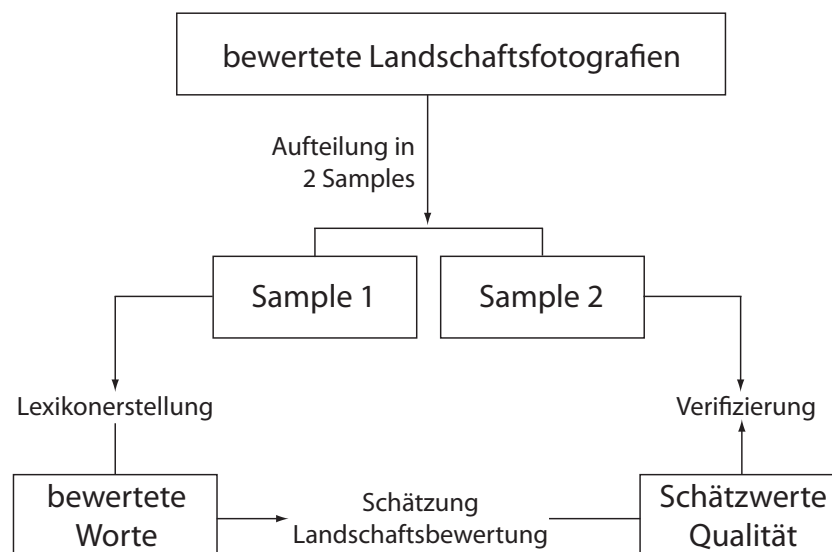 bewertete Landschaftsfotografien
Aufteilung in
2 Samples
Sample 1
Sample 2
Lexikonerstellung
Verifizierung
bewertete
Worte
Schätzung
Landschaftsbewertung
Schätzwerte
Qualität